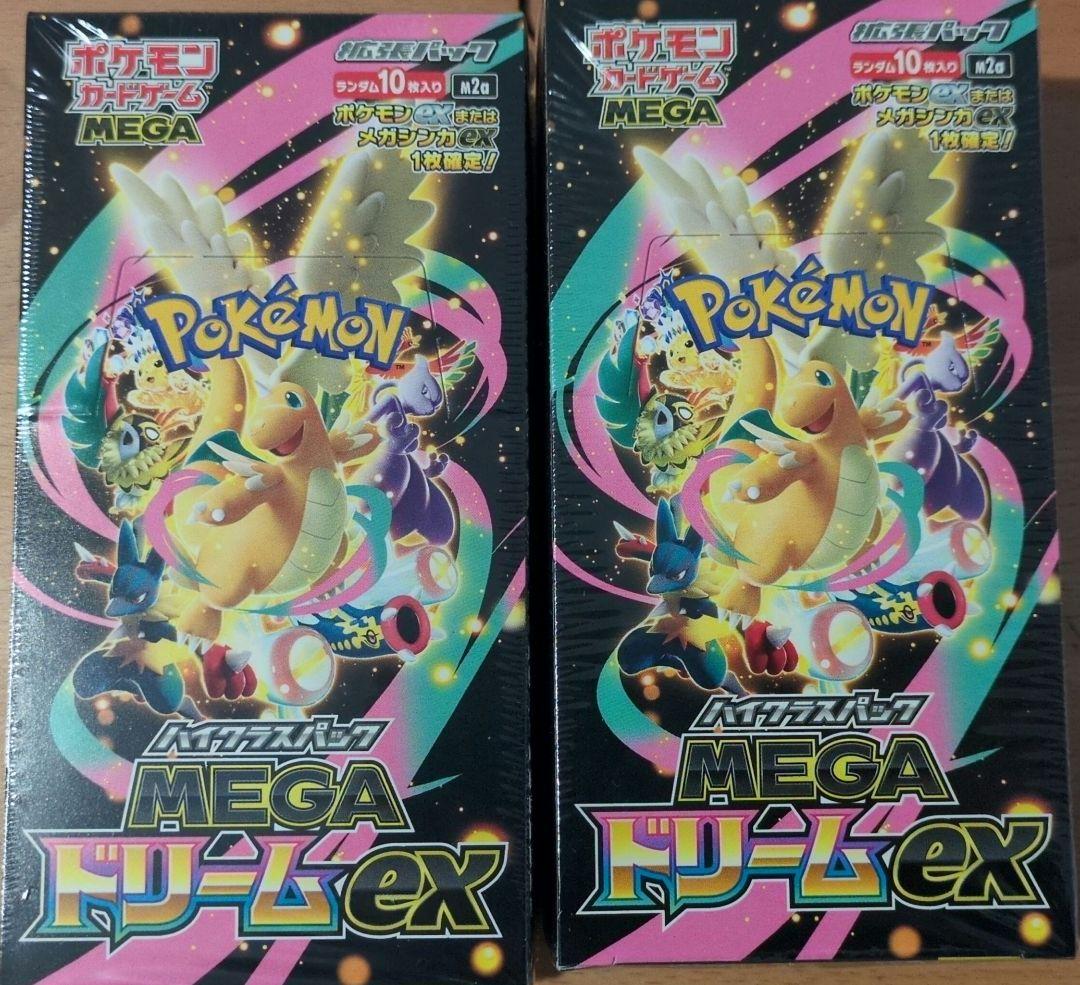 ポケモン
カードゲーム
MEGA
拡張パック
ランダム10枚入り M2a
ポケモンexまたは
メガシンカex
1枚確定!
POKéMON
TM
ハイクラスパック
MEGA
ドリームex
ポケモン
カードゲーム
MEGA
拡張パック
ランダム10枚入り M2a
ポケモンexまたは
メガシンカex
1枚確定!
POKéMON
TM
ハイクラスパック
MEGA
ドリームex